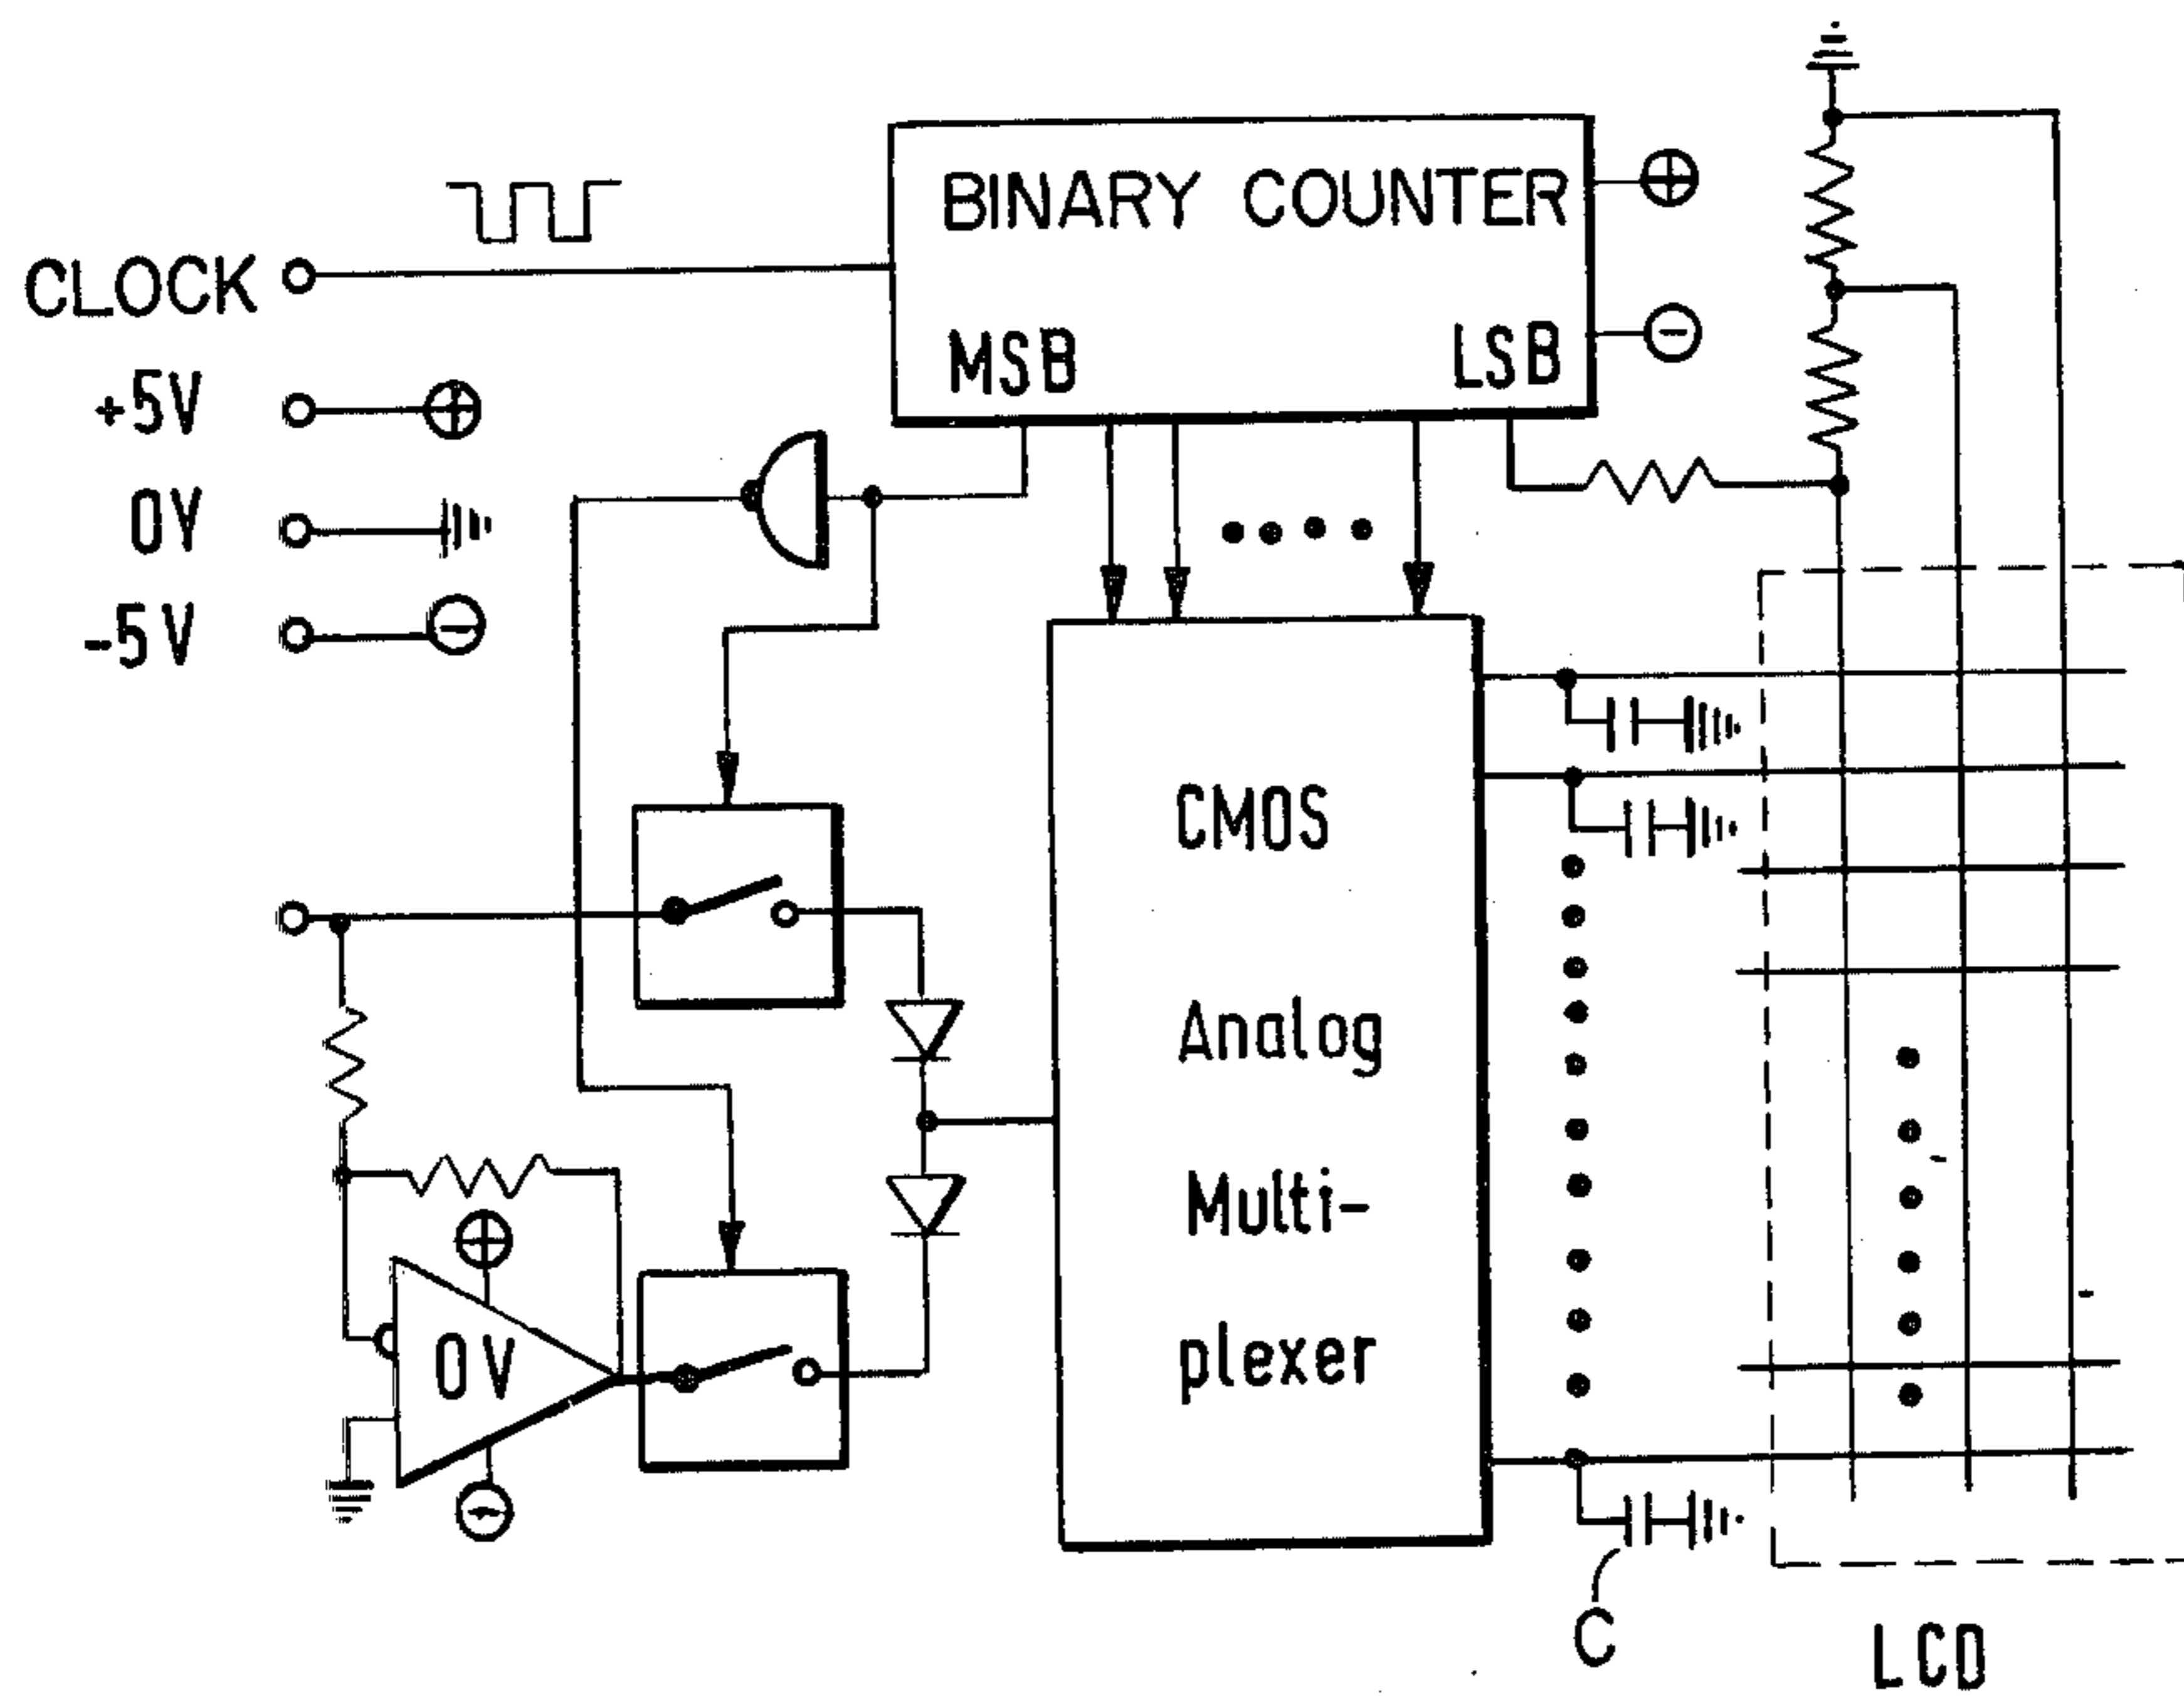 BINARY COUNTER
MSB LSB
CLOCK
+5V
0V
-5V
CMOS
Analog
Multi-
plexer
0V
C
LCD